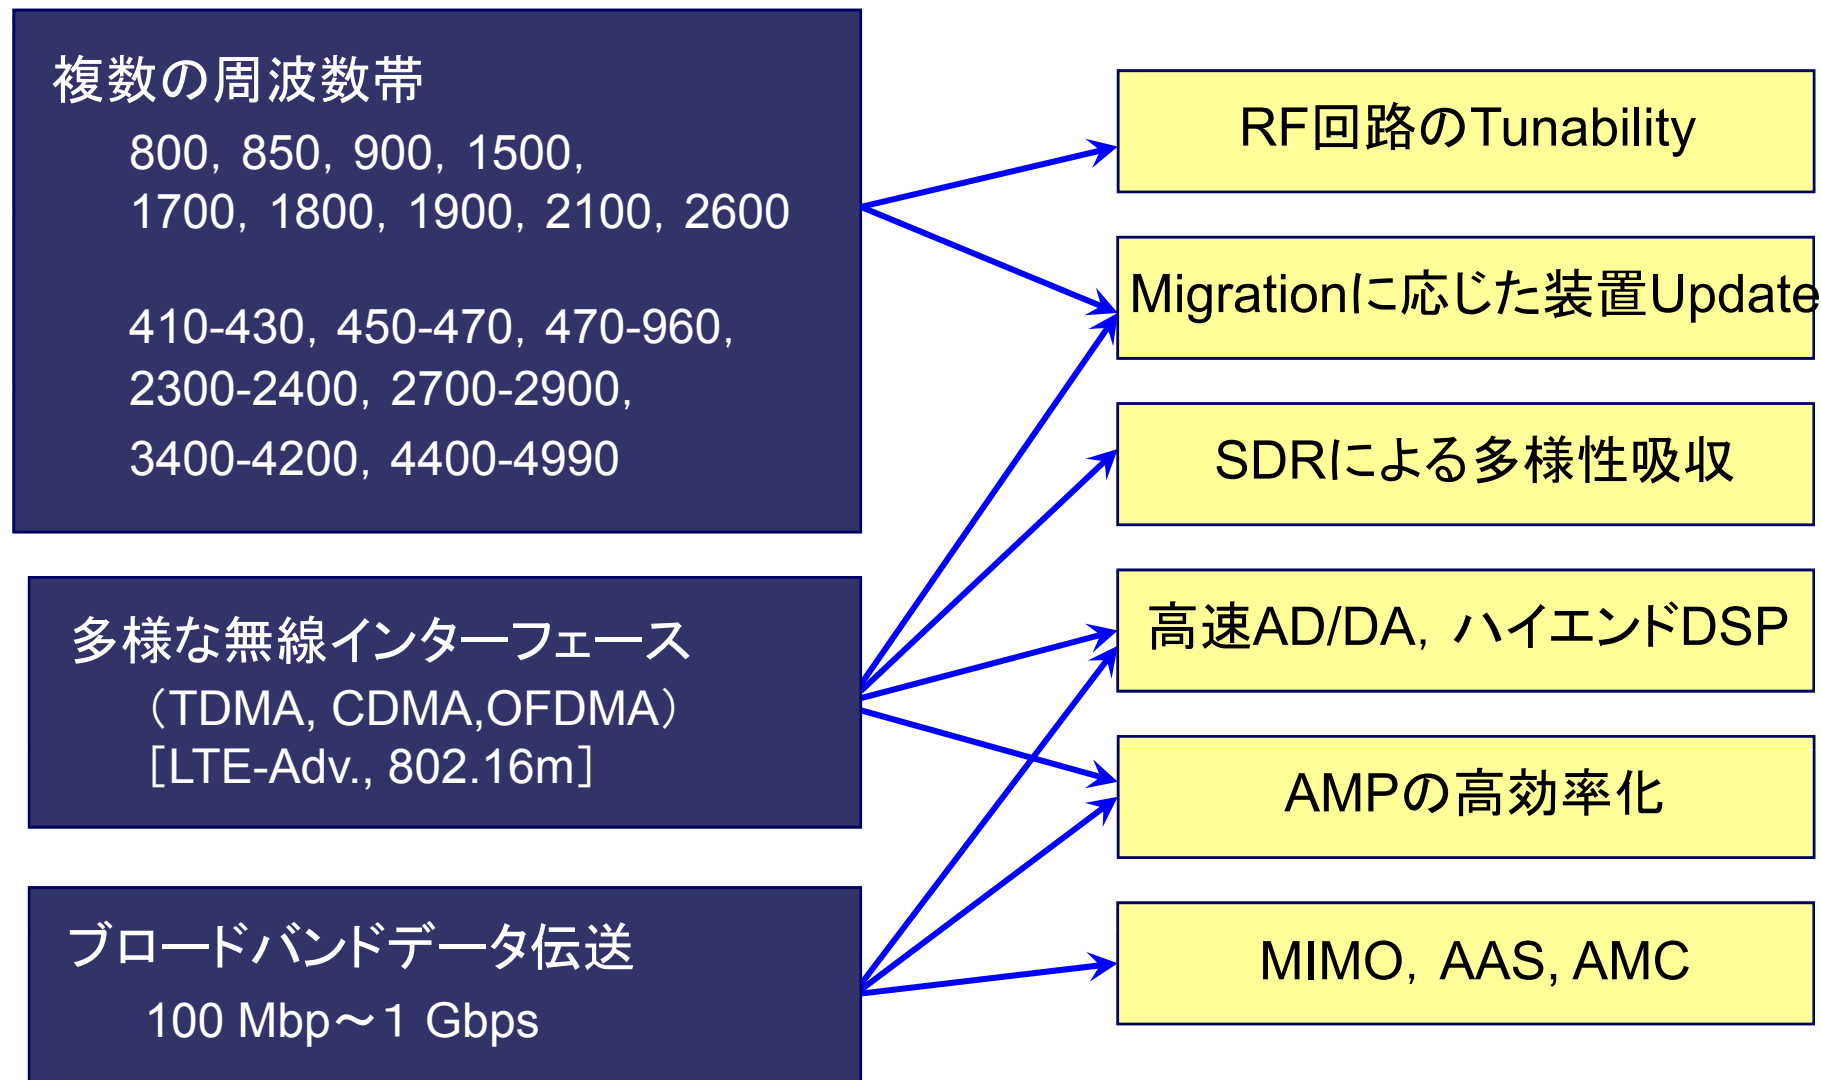 複数の周波数帯
800, 850, 900, 1500,
1700, 1800, 1900, 2100, 2600
410-430, 450-470, 470-960,
2300-2400, 2700-2900,
3400-4200, 4400-4990
多様な無線インターフェース
（TDMA, CDMA,OFDMA）
［LTE-Adv., 802.16m］
ブロードバンドデータ伝送
100 Mbp～１ Gbps
RF回路のTunability
Migrationに応じた装置Update
SDRによる多様性吸収
高速AD/DA, ハイエンドDSP
AMPの高効率化
MIMO, AAS, AMC